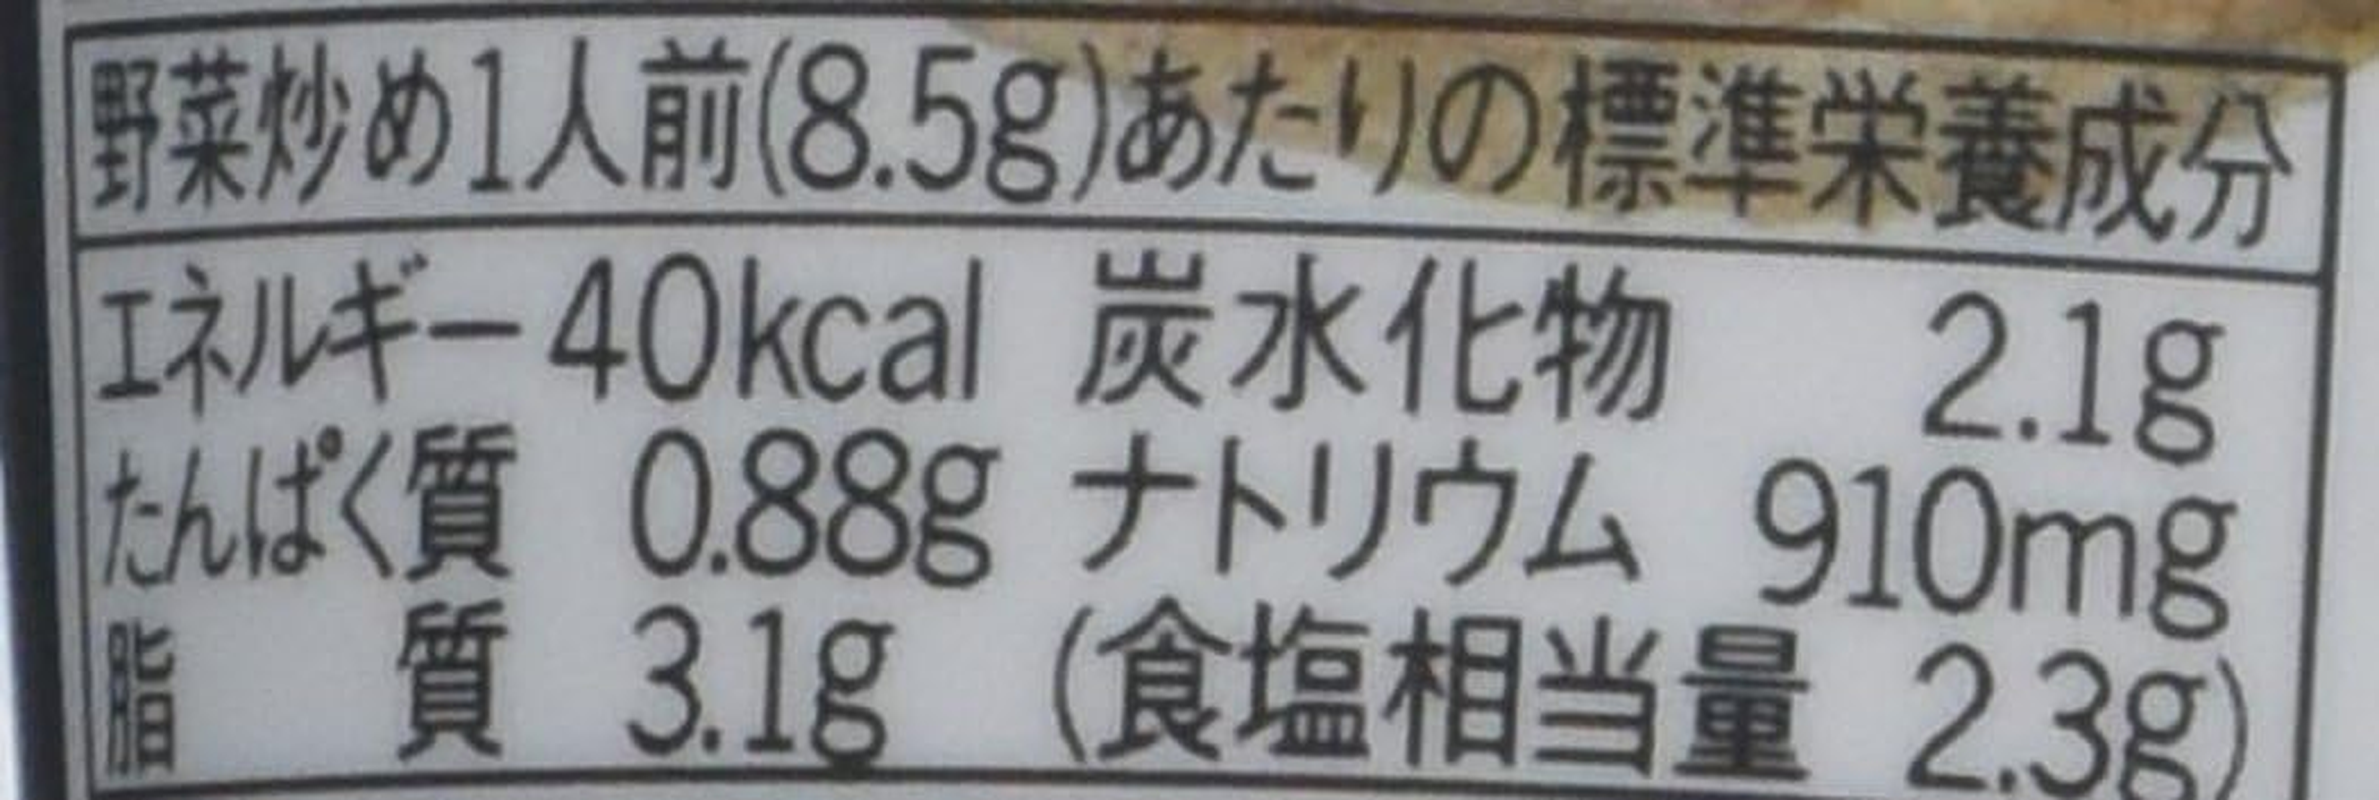 野菜炒め1人前(8.5g)あたりの標準栄養成分
エネルギー 40kcal 炭水化物 2.1g
たんぱく質 0.88g ナトリウム 910mg
脂質 3.1g (食塩相当量 2.3g)